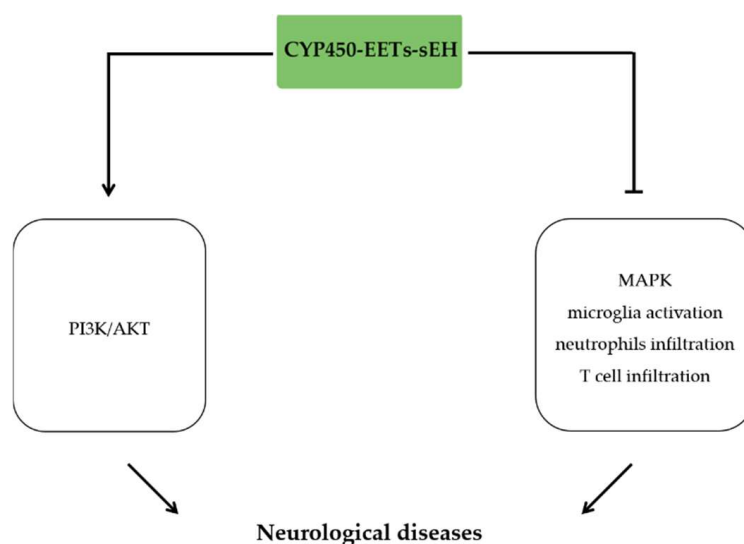 CYP450-EETs-sEH
PI3K/AKT
MAPK
microglia activation
neutrophils infiltration
T cell infiltration
Neurological diseases